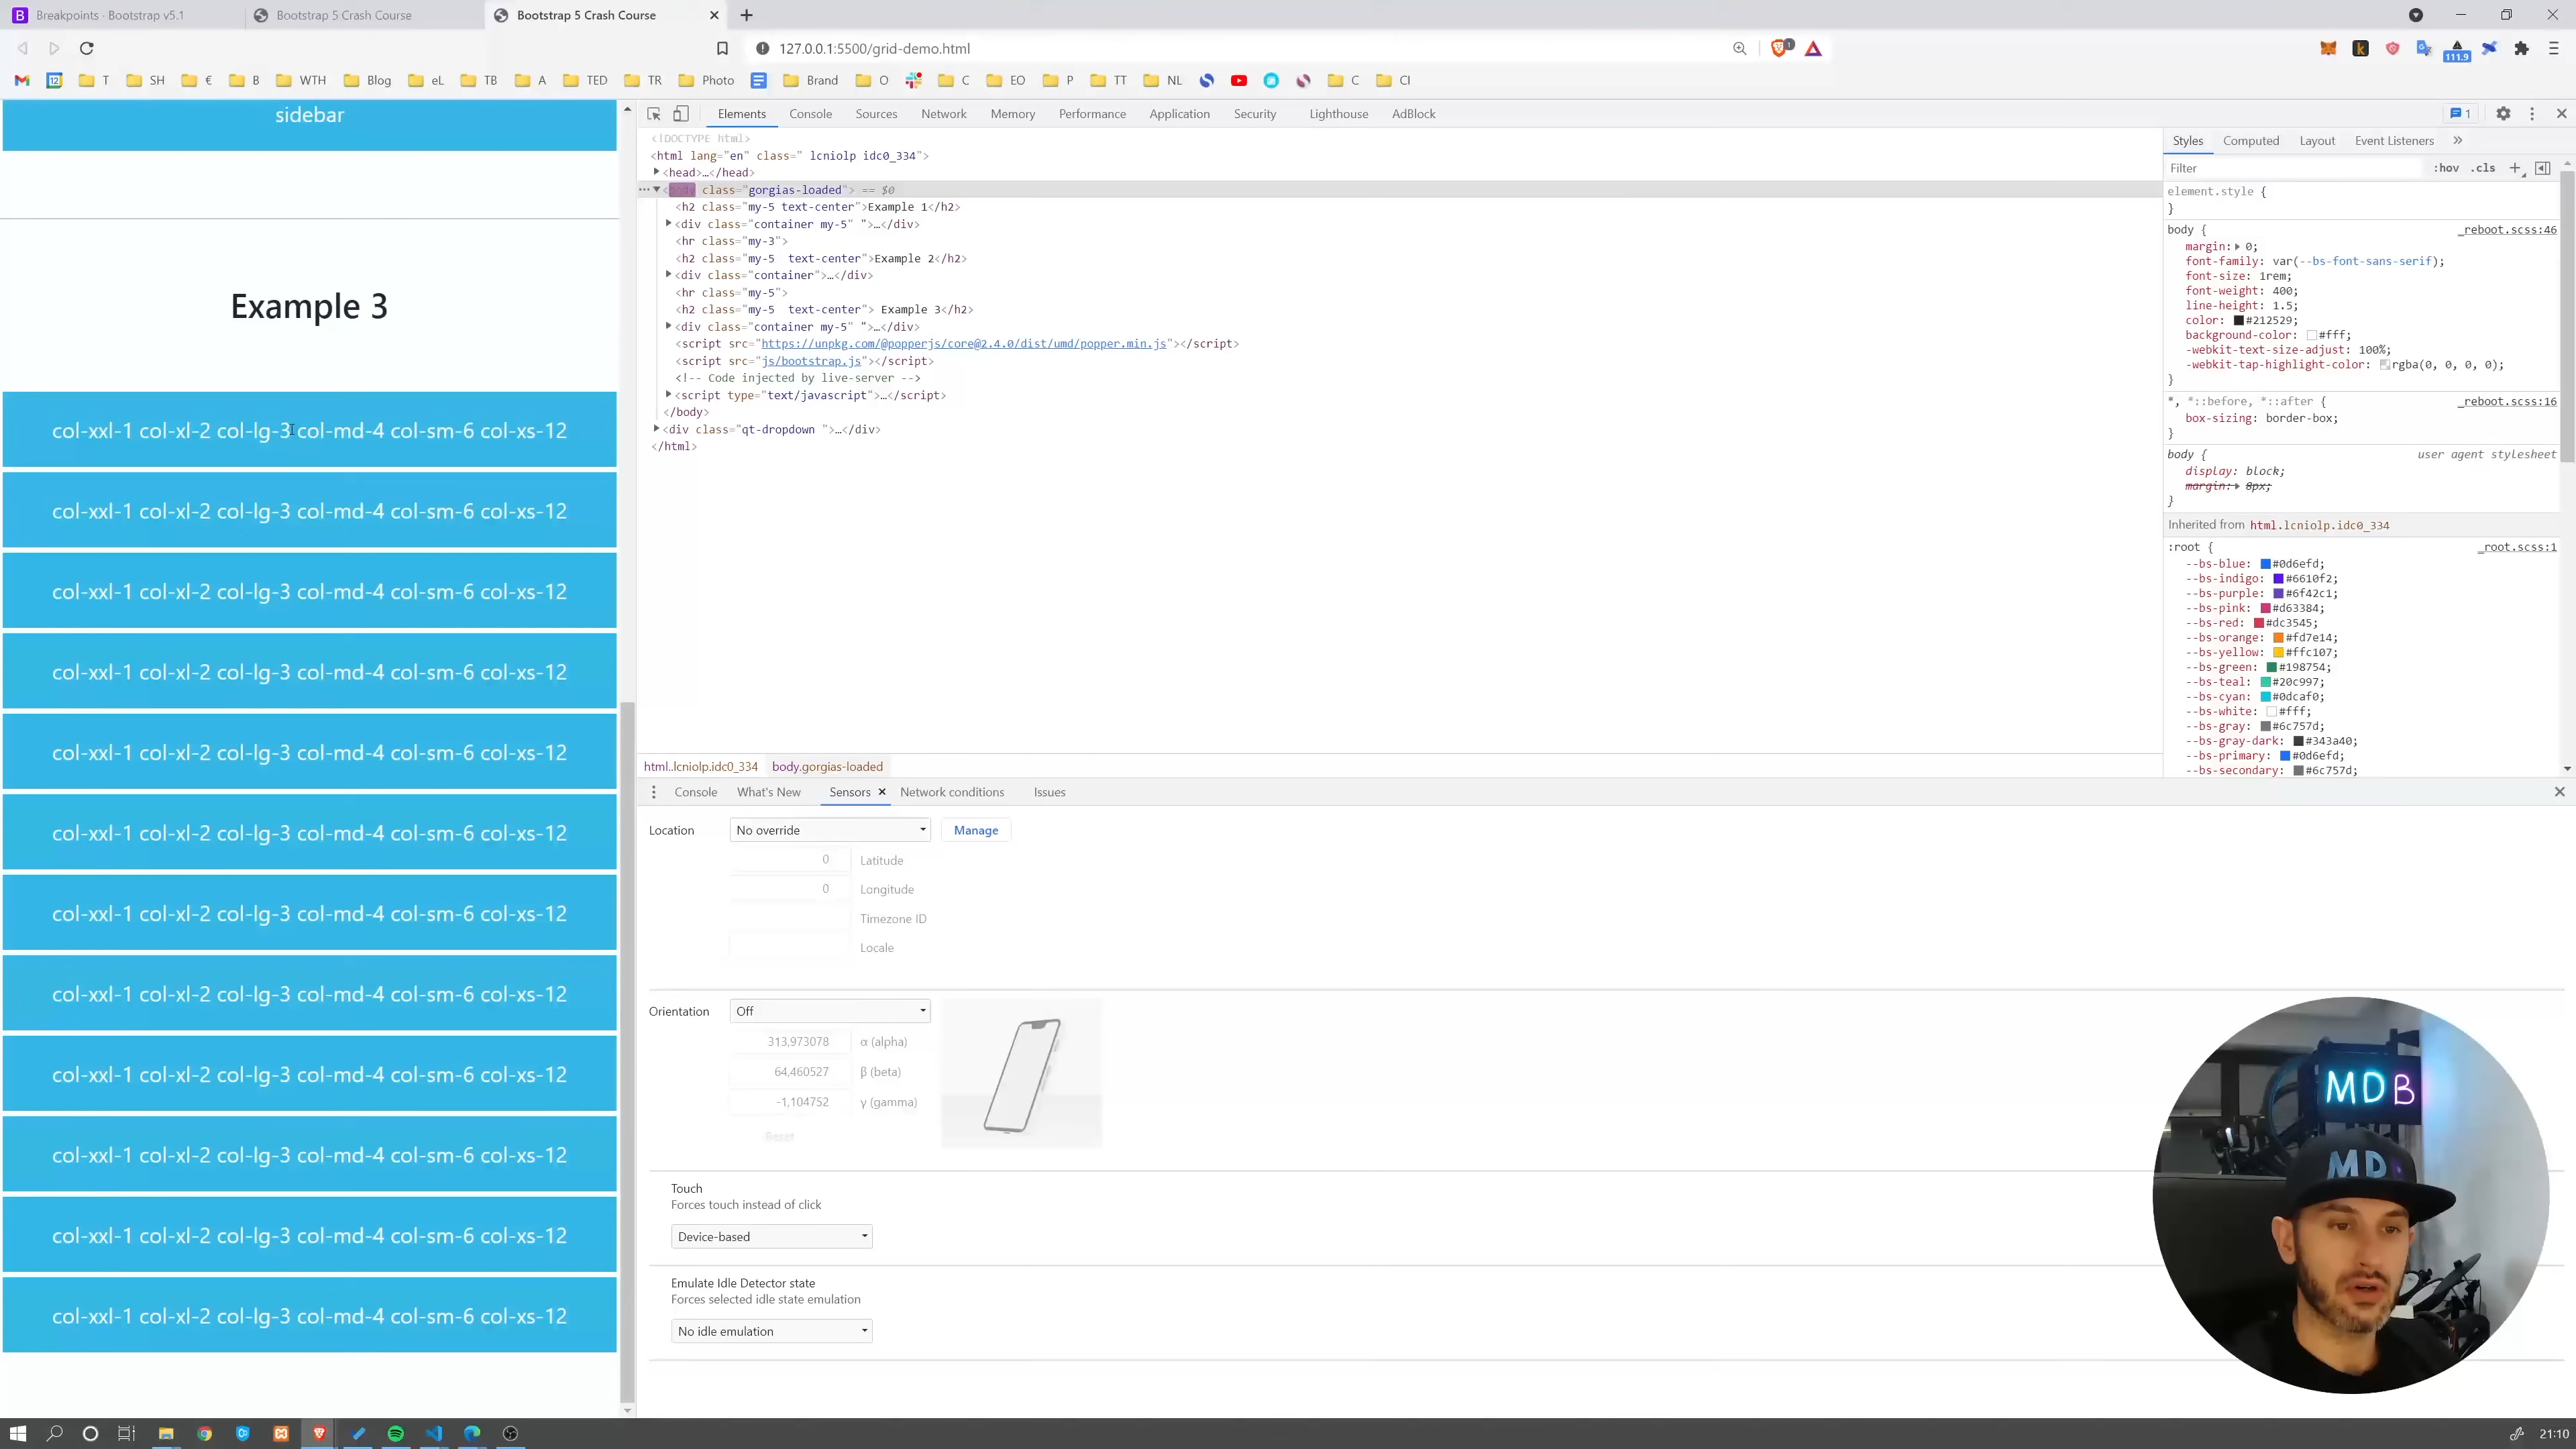 Breakpoints · Bootstrap v5.1
Bootstrap 5 Crash Course
Bootstrap 5 Crash Course
127.0.0.1:5500/grid-demo.html
1
111.9
12
T
SH
€
B
WTH
Blog
eL
TB
A
TED
TR
Photo
Brand
O
C
EO
P
TT
NL
C
CI
sidebar
Example 3
col-xxl-1 col-xl-2 col-lg-3 col-md-4 col-sm-6 col-xs-12
col-xxl-1 col-xl-2 col-lg-3 col-md-4 col-sm-6 col-xs-12
col-xxl-1 col-xl-2 col-lg-3 col-md-4 col-sm-6 col-xs-12
col-xxl-1 col-xl-2 col-lg-3 col-md-4 col-sm-6 col-xs-12
col-xxl-1 col-xl-2 col-lg-3 col-md-4 col-sm-6 col-xs-12
col-xxl-1 col-xl-2 col-lg-3 col-md-4 col-sm-6 col-xs-12
col-xxl-1 col-xl-2 col-lg-3 col-md-4 col-sm-6 col-xs-12
col-xxl-1 col-xl-2 col-lg-3 col-md-4 col-sm-6 col-xs-12
col-xxl-1 col-xl-2 col-lg-3 col-md-4 col-sm-6 col-xs-12
col-xxl-1 col-xl-2 col-lg-3 col-md-4 col-sm-6 col-xs-12
col-xxl-1 col-xl-2 col-lg-3 col-md-4 col-sm-6 col-xs-12
col-xxl-1 col-xl-2 col-lg-3 col-md-4 col-sm-6 col-xs-12
Elements Console Sources Network Memory Performance Application Security Lighthouse AdBlock
1
<!DOCTYPE html>
<html lang="en" class=" lcniolp idc0_334">
<head>…</head>
<body class="gorgias-loaded"> == $0
<h2 class="my-5 text-center">Example 1</h2>
<div class="container my-5" ">…</div>
<hr class="my-3">
<h2 class="my-5  text-center">Example 2</h2>
<div class="container">…</div>
<hr class="my-5">
<h2 class="my-5  text-center"> Example 3</h2>
<div class="container my-5" ">…</div>
<script src="https://unpkg.com/@popperjs/core@2.4.0/dist/umd/popper.min.js"></script>
<script src="js/bootstrap.js"></script>
<!-- Code injected by live-server -->
<script type="text/javascript">…</script>
</body>
<div class="qt-dropdown ">…</div>
</html>
html.lcniolp.idc0_334 body.gorgias-loaded
Styles Computed Layout Event Listeners »
Filter :hov .cls +
element.style {
}
body { _reboot.scss:46
margin: 0;
font-family: var(--bs-font-sans-serif);
font-size: 1rem;
font-weight: 400;
line-height: 1.5;
color: #212529;
background-color: #fff;
-webkit-text-size-adjust: 100%;
-webkit-tap-highlight-color: rgba(0, 0, 0, 0);
}
*, *::before, *::after { _reboot.scss:16
box-sizing: border-box;
}
body { user agent stylesheet
display: block;
margin: 8px;
}
Inherited from html.lcniolp.idc0_334
:root { _root.scss:1
--bs-blue: #0d6efd;
--bs-indigo: #6610f2;
--bs-purple: #6f42c1;
--bs-pink: #d63384;
--bs-red: #dc3545;
--bs-orange: #fd7e14;
--bs-yellow: #ffc107;
--bs-green: #198754;
--bs-teal: #20c997;
--bs-cyan: #0dcaf0;
--bs-white: #fff;
--bs-gray: #6c757d;
--bs-gray-dark: #343a40;
--bs-primary: #0d6efd;
--bs-secondary: #6c757d;
Console What's New Sensors Network conditions Issues
Location No override Manage
0 Latitude
0 Longitude
Timezone ID
Locale
Orientation Off
313,973078 α (alpha)
64,460527 β (beta)
-1,104752 γ (gamma)
Reset
Touch
Forces touch instead of click
Device-based
Emulate Idle Detector state
Forces selected idle state emulation
No idle emulation
MDB
MD
21:10